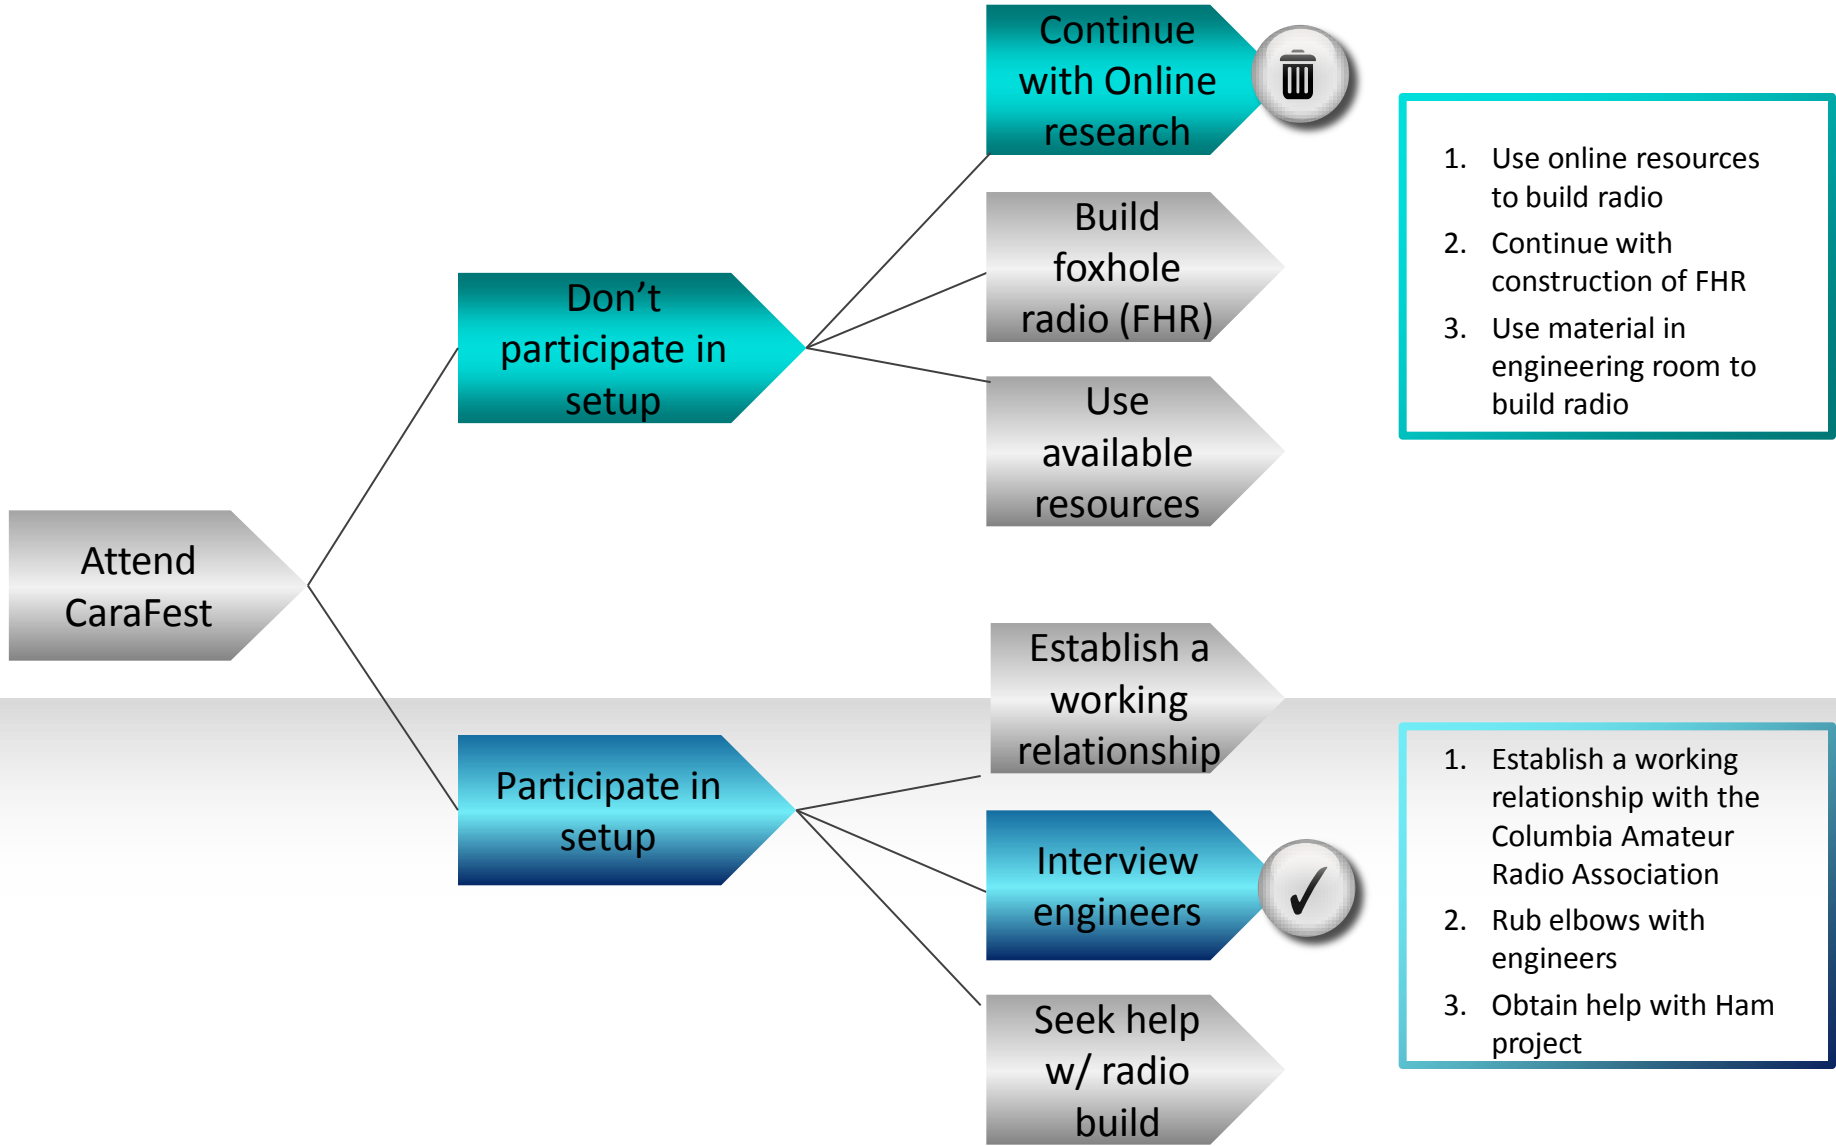 Attend
CaraFest
Don’t
participate in
setup
Participate in
setup
Continue
with Online
research
Build
foxhole
radio (FHR)
Use
available
resources
Establish a
working
relationship
Interview
engineers
Seek help
w/ radio
build
1. Use online resources
to build radio
2. Continue with
construction of FHR
3. Use material in
engineering room to
build radio
1. Establish a working
relationship with the
Columbia Amateur
Radio Association
2. Rub elbows with
engineers
3. Obtain help with Ham
project